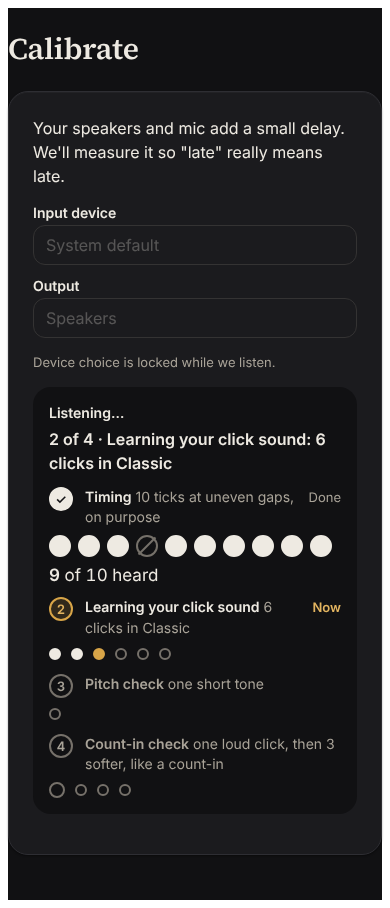 Calibrate
Your speakers and mic add a small delay.
We'll measure it so "late" really means
late.
Input device
System default
Output
Speakers
Device choice is locked while we listen.
Listening...
2 of 4 · Learning your click sound: 6
clicks in Classic
Timing 10 ticks at uneven gaps, Done
on purpose
9 of 10 heard
2 Learning your click sound 6 Now
clicks in Classic
3 Pitch check one short tone
4 Count-in check one loud click, then 3
softer, like a count-in